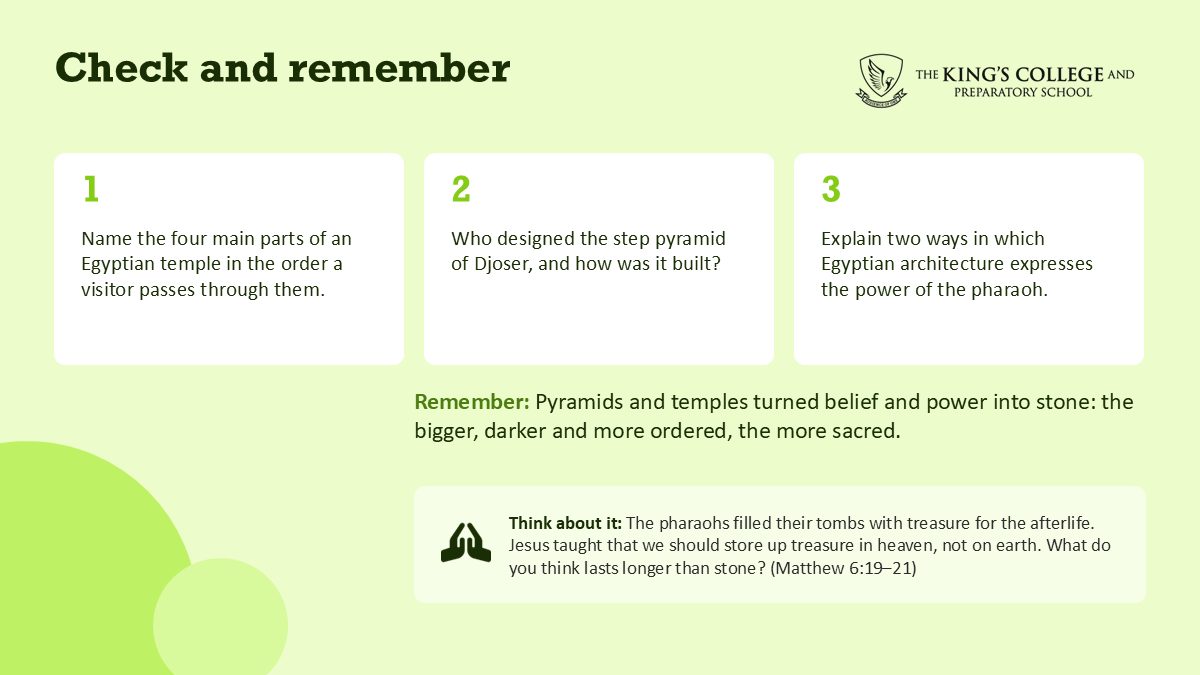 Check and remember
THE KING'S COLLEGE AND
PREPARATORY SCHOOL
1
Name the four main parts of an
Egyptian temple in the order a
visitor passes through them.
2
Who designed the step pyramid
of Djoser, and how was it built?
3
Explain two ways in which
Egyptian architecture expresses
the power of the pharaoh.
Remember: Pyramids and temples turned belief and power into stone: the
bigger, darker and more ordered, the more sacred.
Think about it: The pharaohs filled their tombs with treasure for the afterlife.
Jesus taught that we should store up treasure in heaven, not on earth. What do
you think lasts longer than stone? (Matthew 6:19–21)